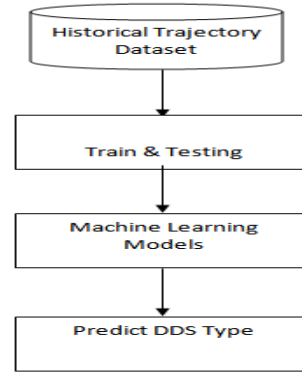 Historical Trajectory
Dataset
Train & Testing
Machine Learning
Models
Predict DDS Type